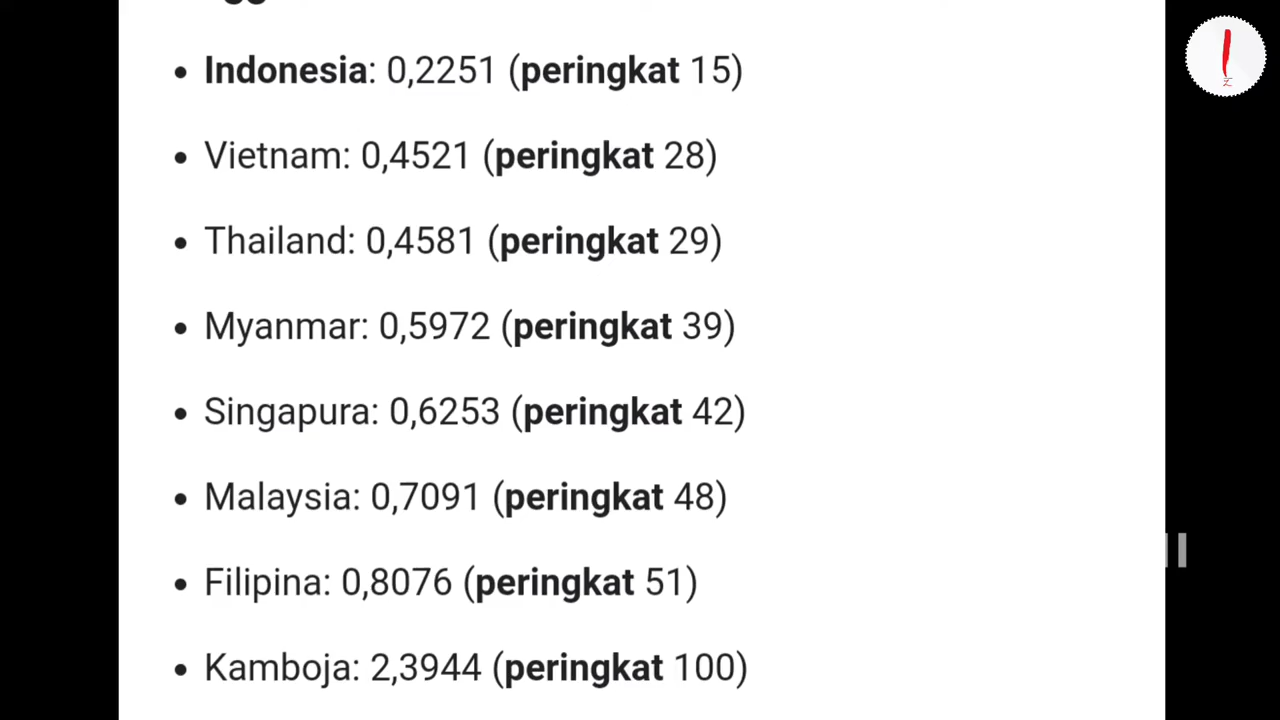 Indonesia: 0,2251 (peringkat 15)
Vietnam: 0,4521 (peringkat 28)
Thailand: 0,4581 (peringkat 29)
Myanmar: 0,5972 (peringkat 39)
Singapura: 0,6253 (peringkat 42)
Malaysia: 0,7091 (peringkat 48)
Filipina: 0,8076 (peringkat 51)
Kamboja: 2,3944 (peringkat 100)